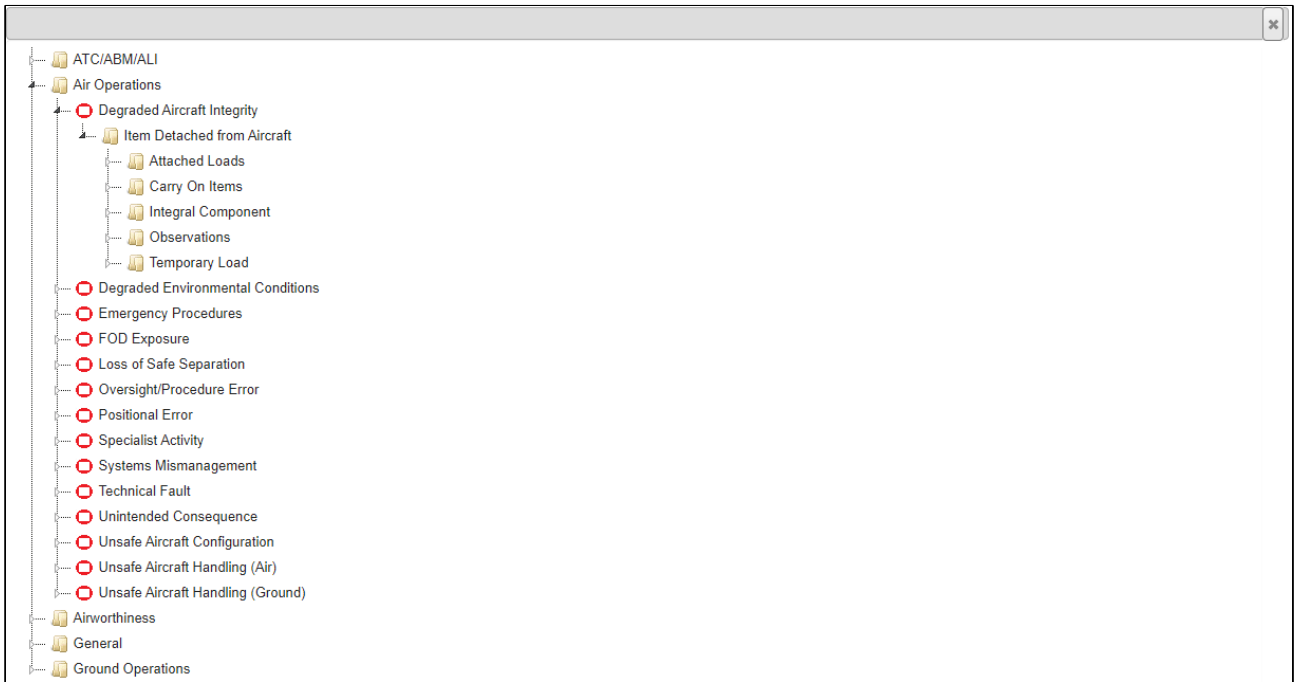 ATC/ABM/ALI
Air Operations
Degraded Aircraft Integrity
Item Detached from Aircraft
Attached Loads
Carry On Items
Integral Component
Observations
Temporary Load
Degraded Environmental Conditions
Emergency Procedures
FOD Exposure
Loss of Safe Separation
Oversight/Procedure Error
Positional Error
Specialist Activity
Systems Mismanagement
Technical Fault
Unintended Consequence
Unsafe Aircraft Configuration
Unsafe Aircraft Handling (Air)
Unsafe Aircraft Handling (Ground)
Airworthiness
General
Ground Operations